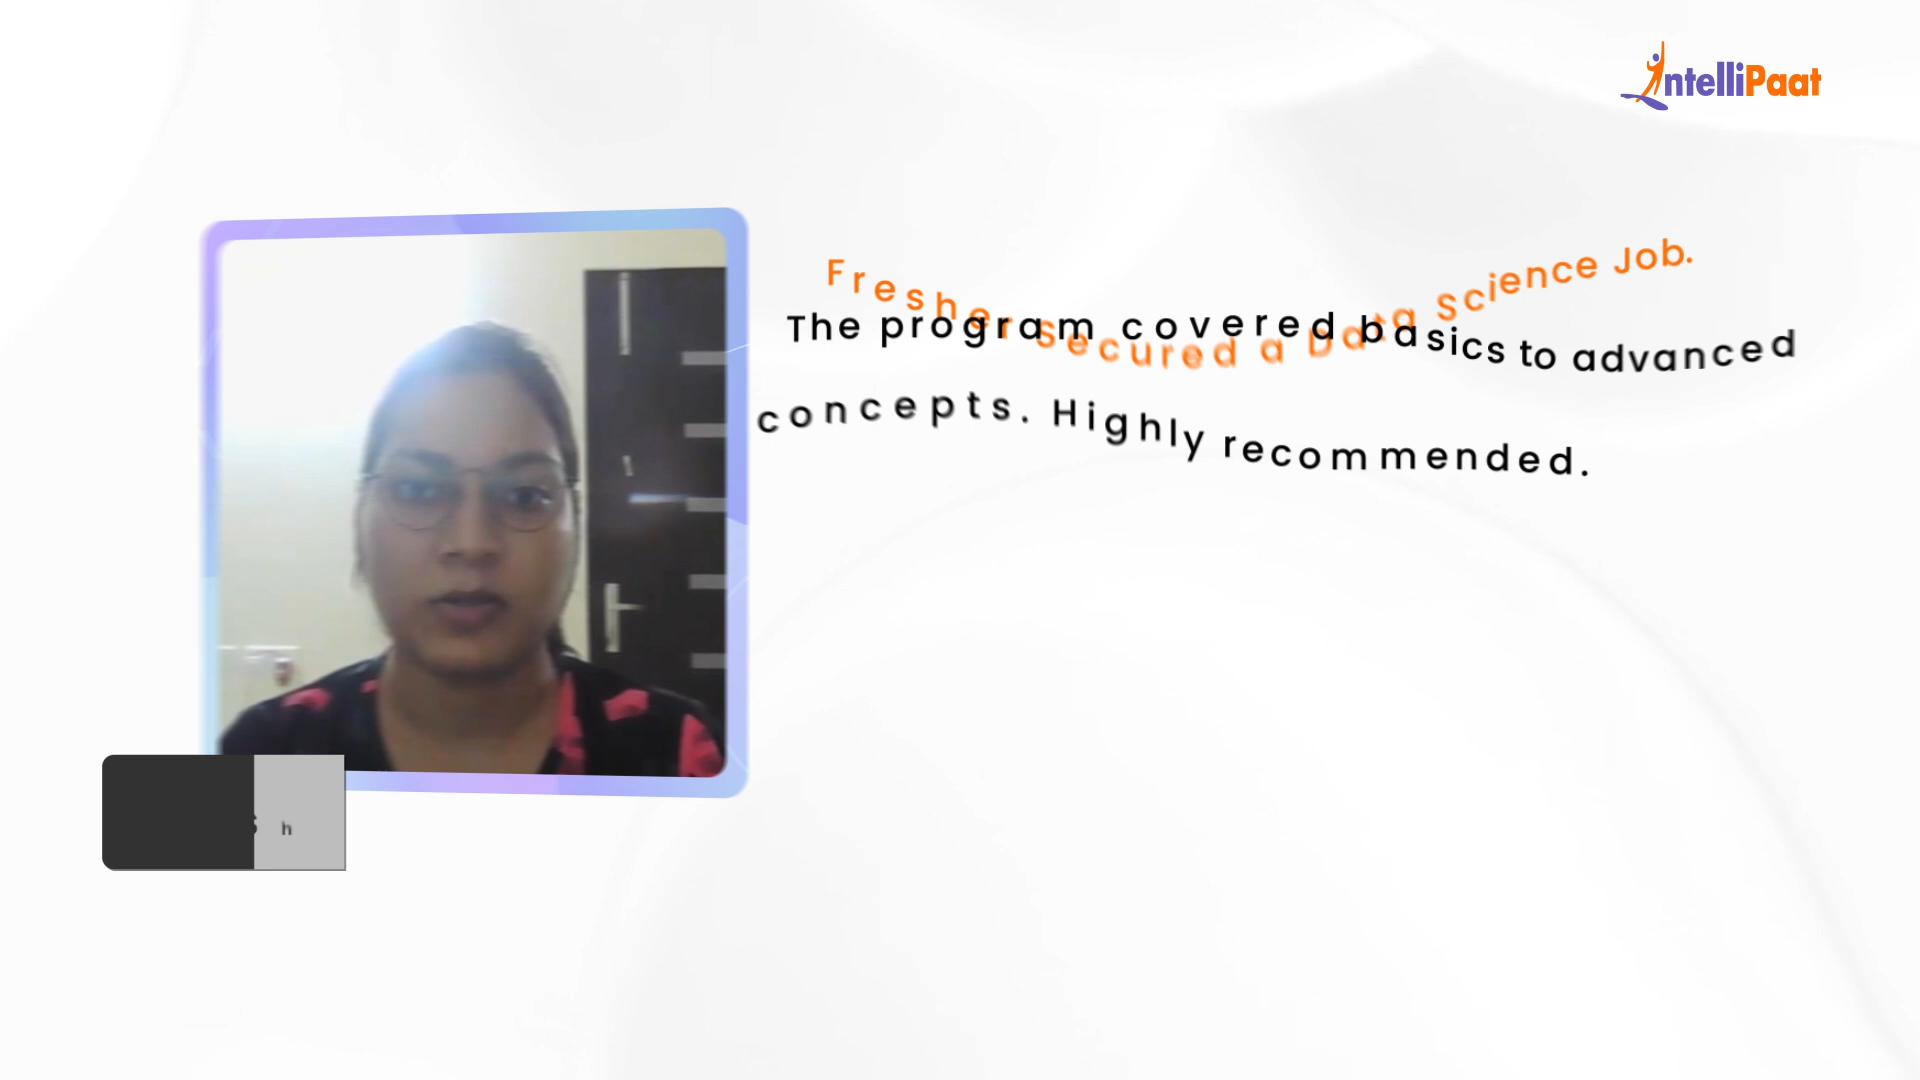 IntelliPaat
Fresher Secured a Data Science Job.
The program covered basics to advanced
concepts. Highly recommended.